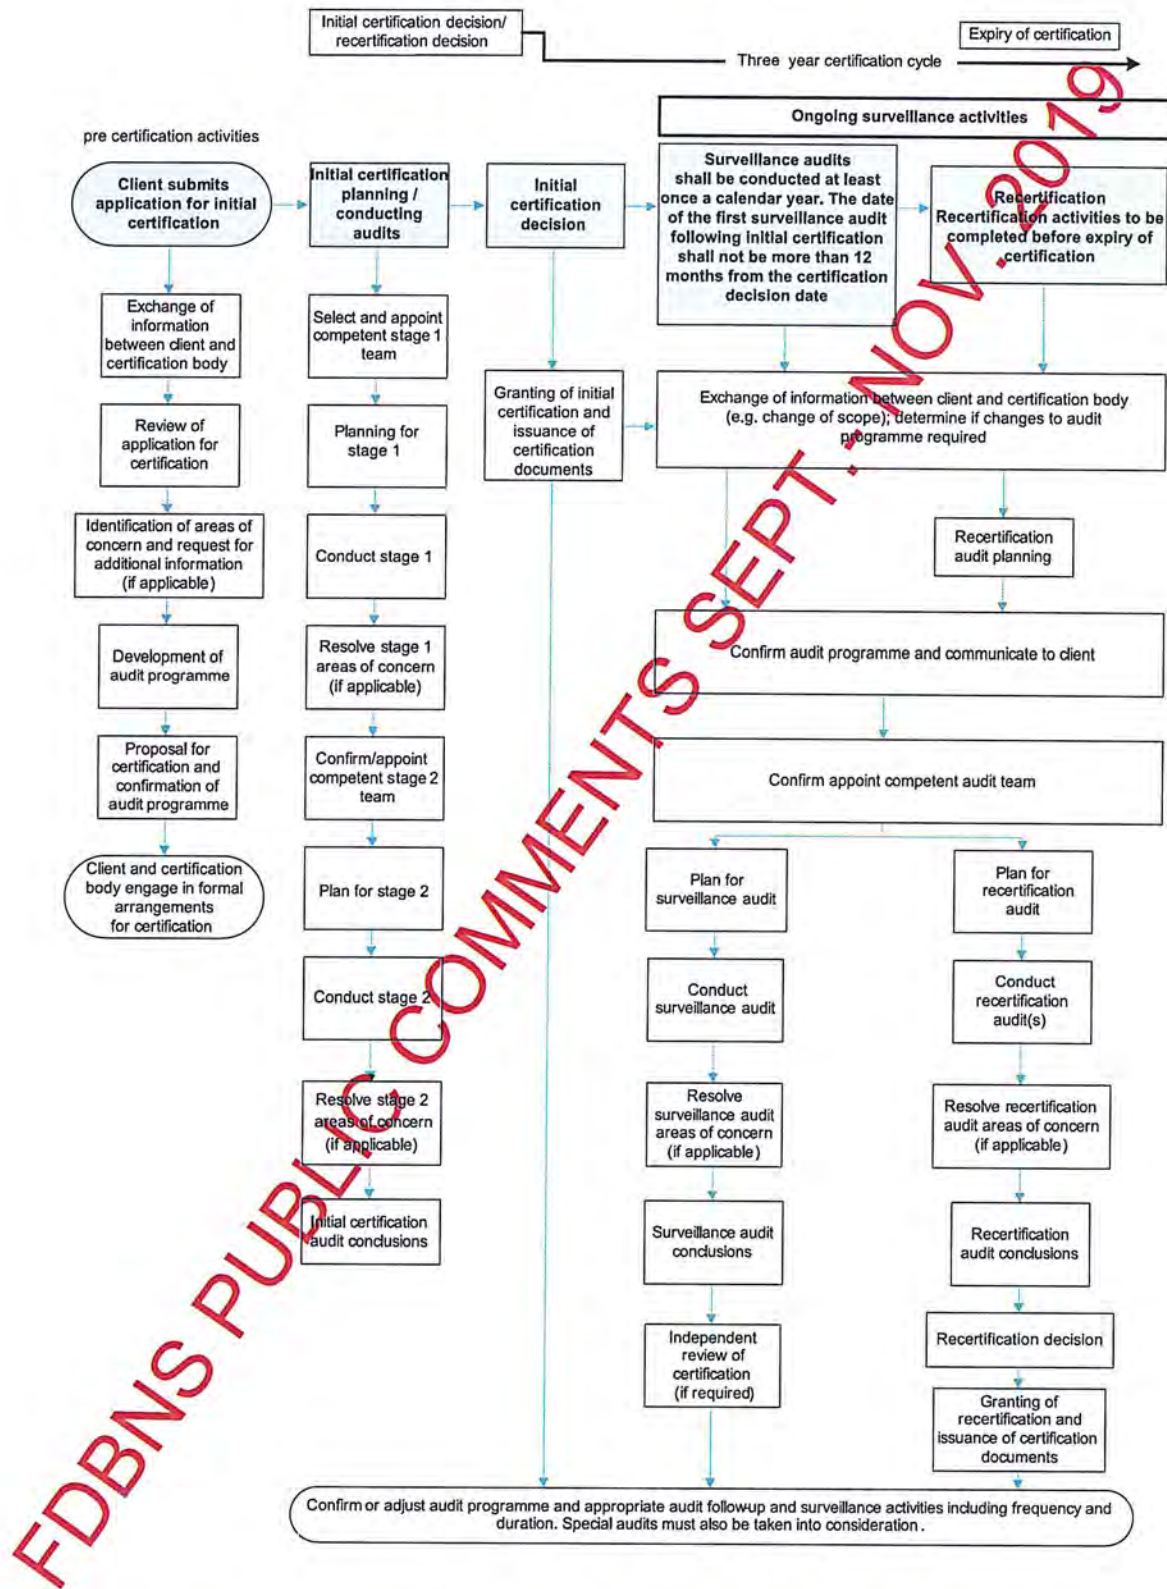 Initial certification decision/
recertification decision
Expiry of certification
Three year certification cycle
Ongoing surveillance activities
pre certification activities
Client submits
application for initial
certification
Initial certification
planning /
conducting
audits
Initial
certification
decision
Surveillance audits
shall be conducted at least
once a calendar year. The date
of the first surveillance audit
following initial certification
shall not be more than 12
months from the certification
decision date
Recertification
Recertification activities to be
completed before expiry of
certification
Exchange of
information
between client and
certification body
Review of
application for
certification
Identification of areas of
concern and request for
additional information
(if applicable)
Development of
audit programme
Proposal for
certification and
confirmation of
audit programme
Client and certification
body engage in formal
arrangements
for certification
Select and appoint
competent stage 1
team
Planning for
stage 1
Conduct stage 1
Resolve stage 1
areas of concern
(if applicable)
Confirm/appoint
competent stage 2
team
Plan for stage 2
Conduct stage 2
Resolve stage 2
areas of concern
(if applicable)
Initial certification
audit conclusions
Granting of initial
certification and
issuance of
certification
documents
Exchange of information between client and certification body
(e.g. change of scope); determine if changes to audit
programme required
Recertification
audit planning
Confirm audit programme and communicate to client
Confirm appoint competent audit team
Plan for
surveillance audit
Conduct
surveillance audit
Resolve
surveillance audit
areas of concern
(if applicable)
Surveillance audit
conclusions
Independent
review of
certification
(if required)
Plan for
recertification
audit
Conduct
recertification
audit(s)
Resolve recertification
audit areas of concern
(if applicable)
Recertification
audit conclusions
Recertification decision
Granting of
recertification and
issuance of certification
documents
Confirm or adjust audit programme and appropriate audit followup and surveillance activities including frequency and
duration. Special audits must also be taken into consideration.
FDBNS PUBLIC COMMENTS SEPT.- NOV. 2019